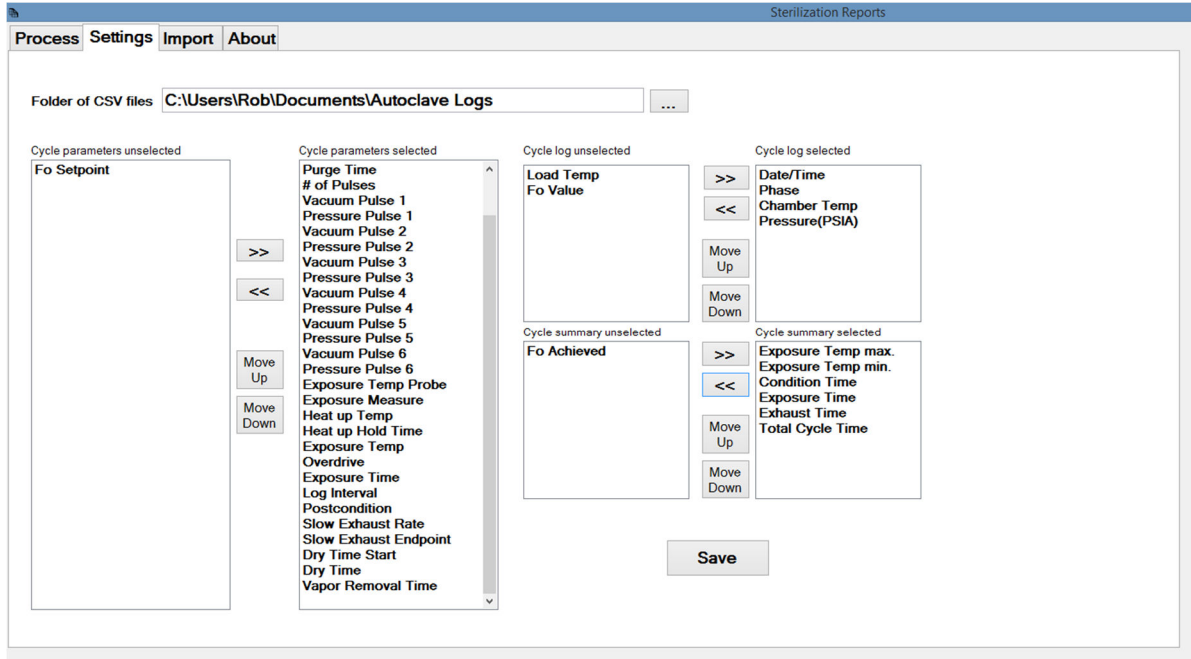 Sterilization Reports
Process Settings Import About
Folder of CSV files C:\Users\Rob\Documents\Autoclave Logs ...
Cycle parameters unselected
Fo Setpoint
>>
<<
Move
Up
Move
Down
Cycle parameters selected
Purge Time
# of Pulses
Vacuum Pulse 1
Pressure Pulse 1
Vacuum Pulse 2
Pressure Pulse 2
Vacuum Pulse 3
Pressure Pulse 3
Vacuum Pulse 4
Pressure Pulse 4
Vacuum Pulse 5
Pressure Pulse 5
Vacuum Pulse 6
Pressure Pulse 6
Exposure Temp Probe
Exposure Measure
Heat up Temp
Heat up Hold Time
Exposure Temp
Overdrive
Exposure Time
Log Interval
Postcondition
Slow Exhaust Rate
Slow Exhaust Endpoint
Dry Time Start
Dry Time
Vapor Removal Time
Cycle log unselected
Load Temp
Fo Value
>>
<<
Move
Up
Move
Down
Cycle log selected
Date/Time
Phase
Chamber Temp
Pressure(PSIA)
Cycle summary unselected
Fo Achieved
>>
<<
Move
Up
Move
Down
Cycle summary selected
Exposure Temp max.
Exposure Temp min.
Condition Time
Exposure Time
Exhaust Time
Total Cycle Time
Save